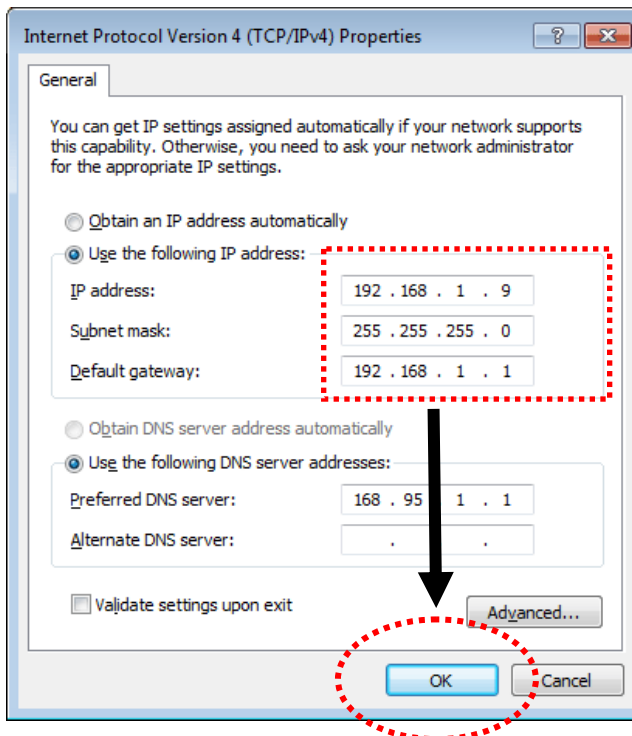 Internet Protocol Version 4 (TCP/IPv4) Properties
General
You can get IP settings assigned automatically if your network supports
this capability. Otherwise, you need to ask your network administrator
for the appropriate IP settings.
Obtain an IP address automatically
Use the following IP address:
IP address: 192 . 168 . 1 . 9
Subnet mask: 255 . 255 . 255 . 0
Default gateway: 192 . 168 . 1 . 1
Obtain DNS server address automatically
Use the following DNS server addresses:
Preferred DNS server: 168 . 95 1 . 1
Alternate DNS server: . .
Validate settings upon exit
Advanced...
OK Cancel